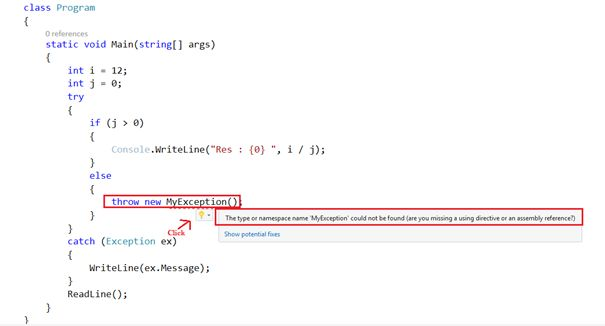 class Program
{
0 references
static void Main(string[] args)
{
int i = 12;
int j = 0;
try
{
if (j > 0)
{
Console.WriteLine("Res : {0} ", i / j);
}
else
{
throw new MyException();
}
Click
The type or namespace name 'MyException' could not be found (are you missing a using directive or an assembly reference?)
Show potential fixes
}
catch (Exception ex)
{
WriteLine(ex.Message);
}
ReadLine();
}
}